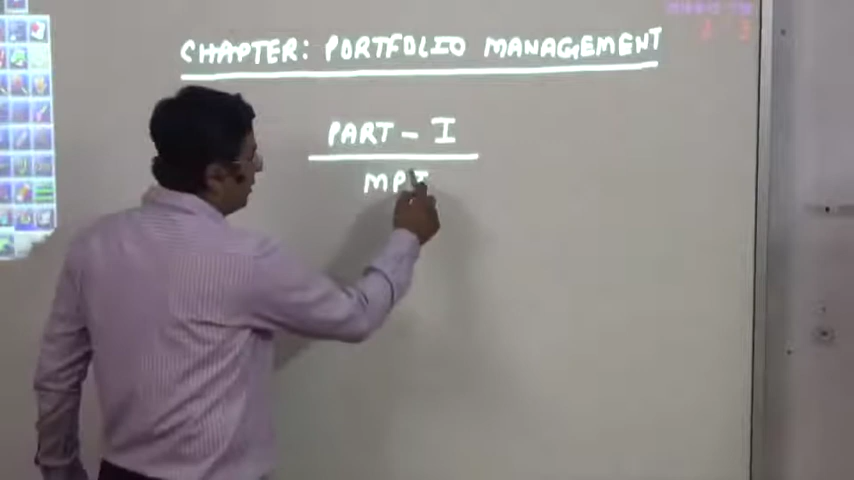 CHAPTER: PORTFOLIO MANAGEMENT
PART - I
MPT